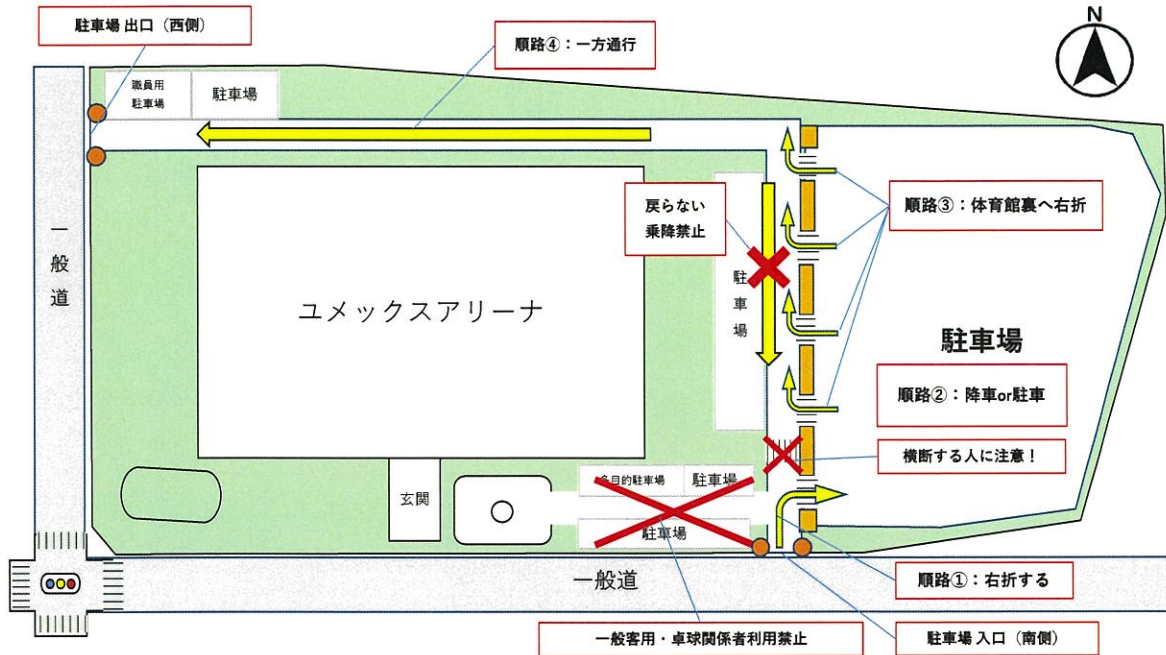 N
駐車場 出口（西側）
順路④：一方通行
職員用
駐車場
駐車場
戻らない
乗降禁止
順路③：体育館裏へ右折
一般道
ユメックスアリーナ
駐車場
駐車場
順路②：降車or駐車
横断する人に注意！
玄関
多目的駐車場
駐車場
駐車場
一般道
順路①：右折する
一般客用・卓球関係者利用禁止
駐車場 入口（南側）